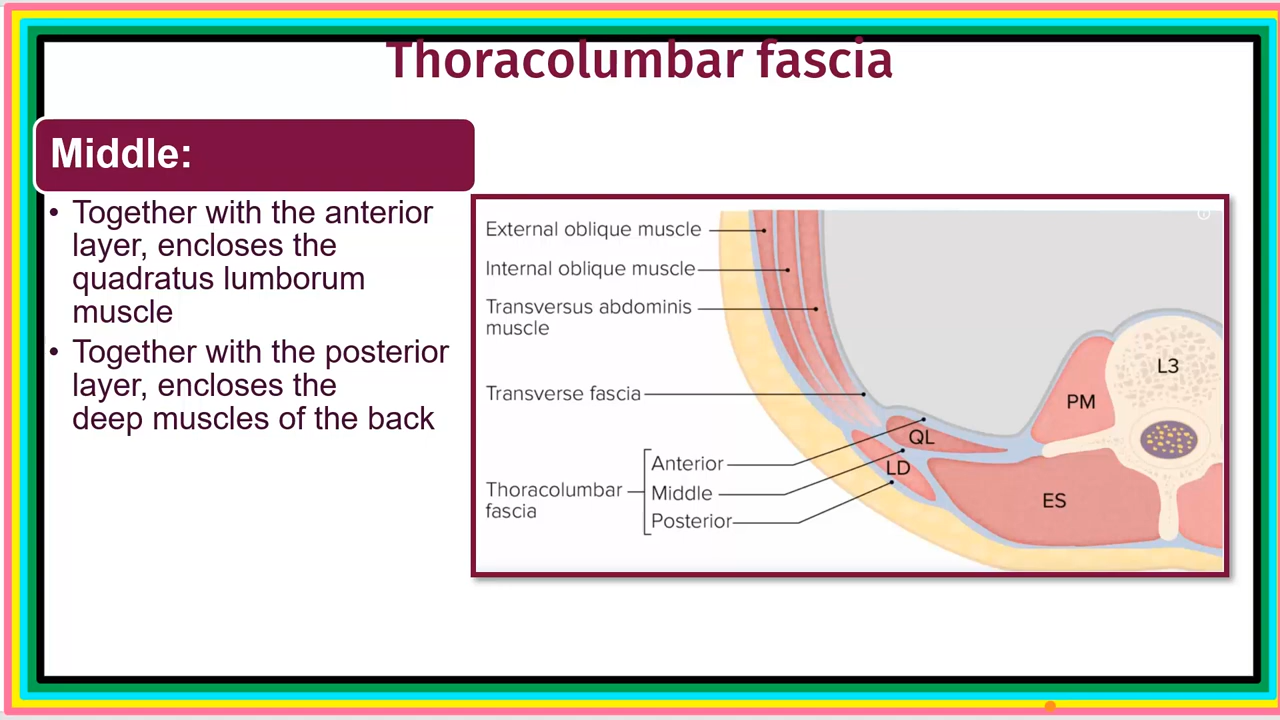 Thoracolumbar fascia
Middle:
• Together with the anterior
layer, encloses the
quadratus lumborum
muscle
• Together with the posterior
layer, encloses the
deep muscles of the back
External oblique muscle
Internal oblique muscle
Transversus abdominis
muscle
Transverse fascia
Thoracolumbar
fascia
Anterior
Middle
Posterior
QL
LD
ES
PM
L3